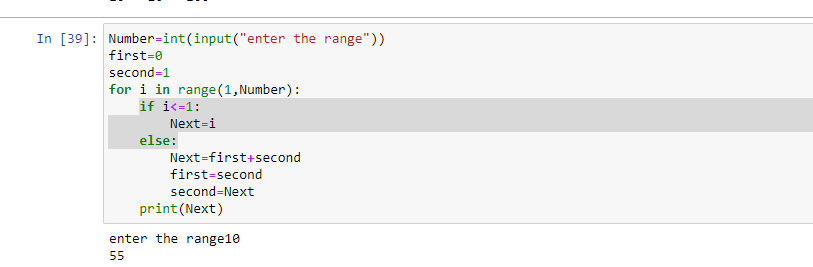 In [39]: Number=int(input("enter the range"))
first=0
second=1
for i in range(1,Number):
    if i<=1:
        Next=i
    else:
        Next=first+second
        first=second
        second=Next
    print(Next)
enter the range10
55